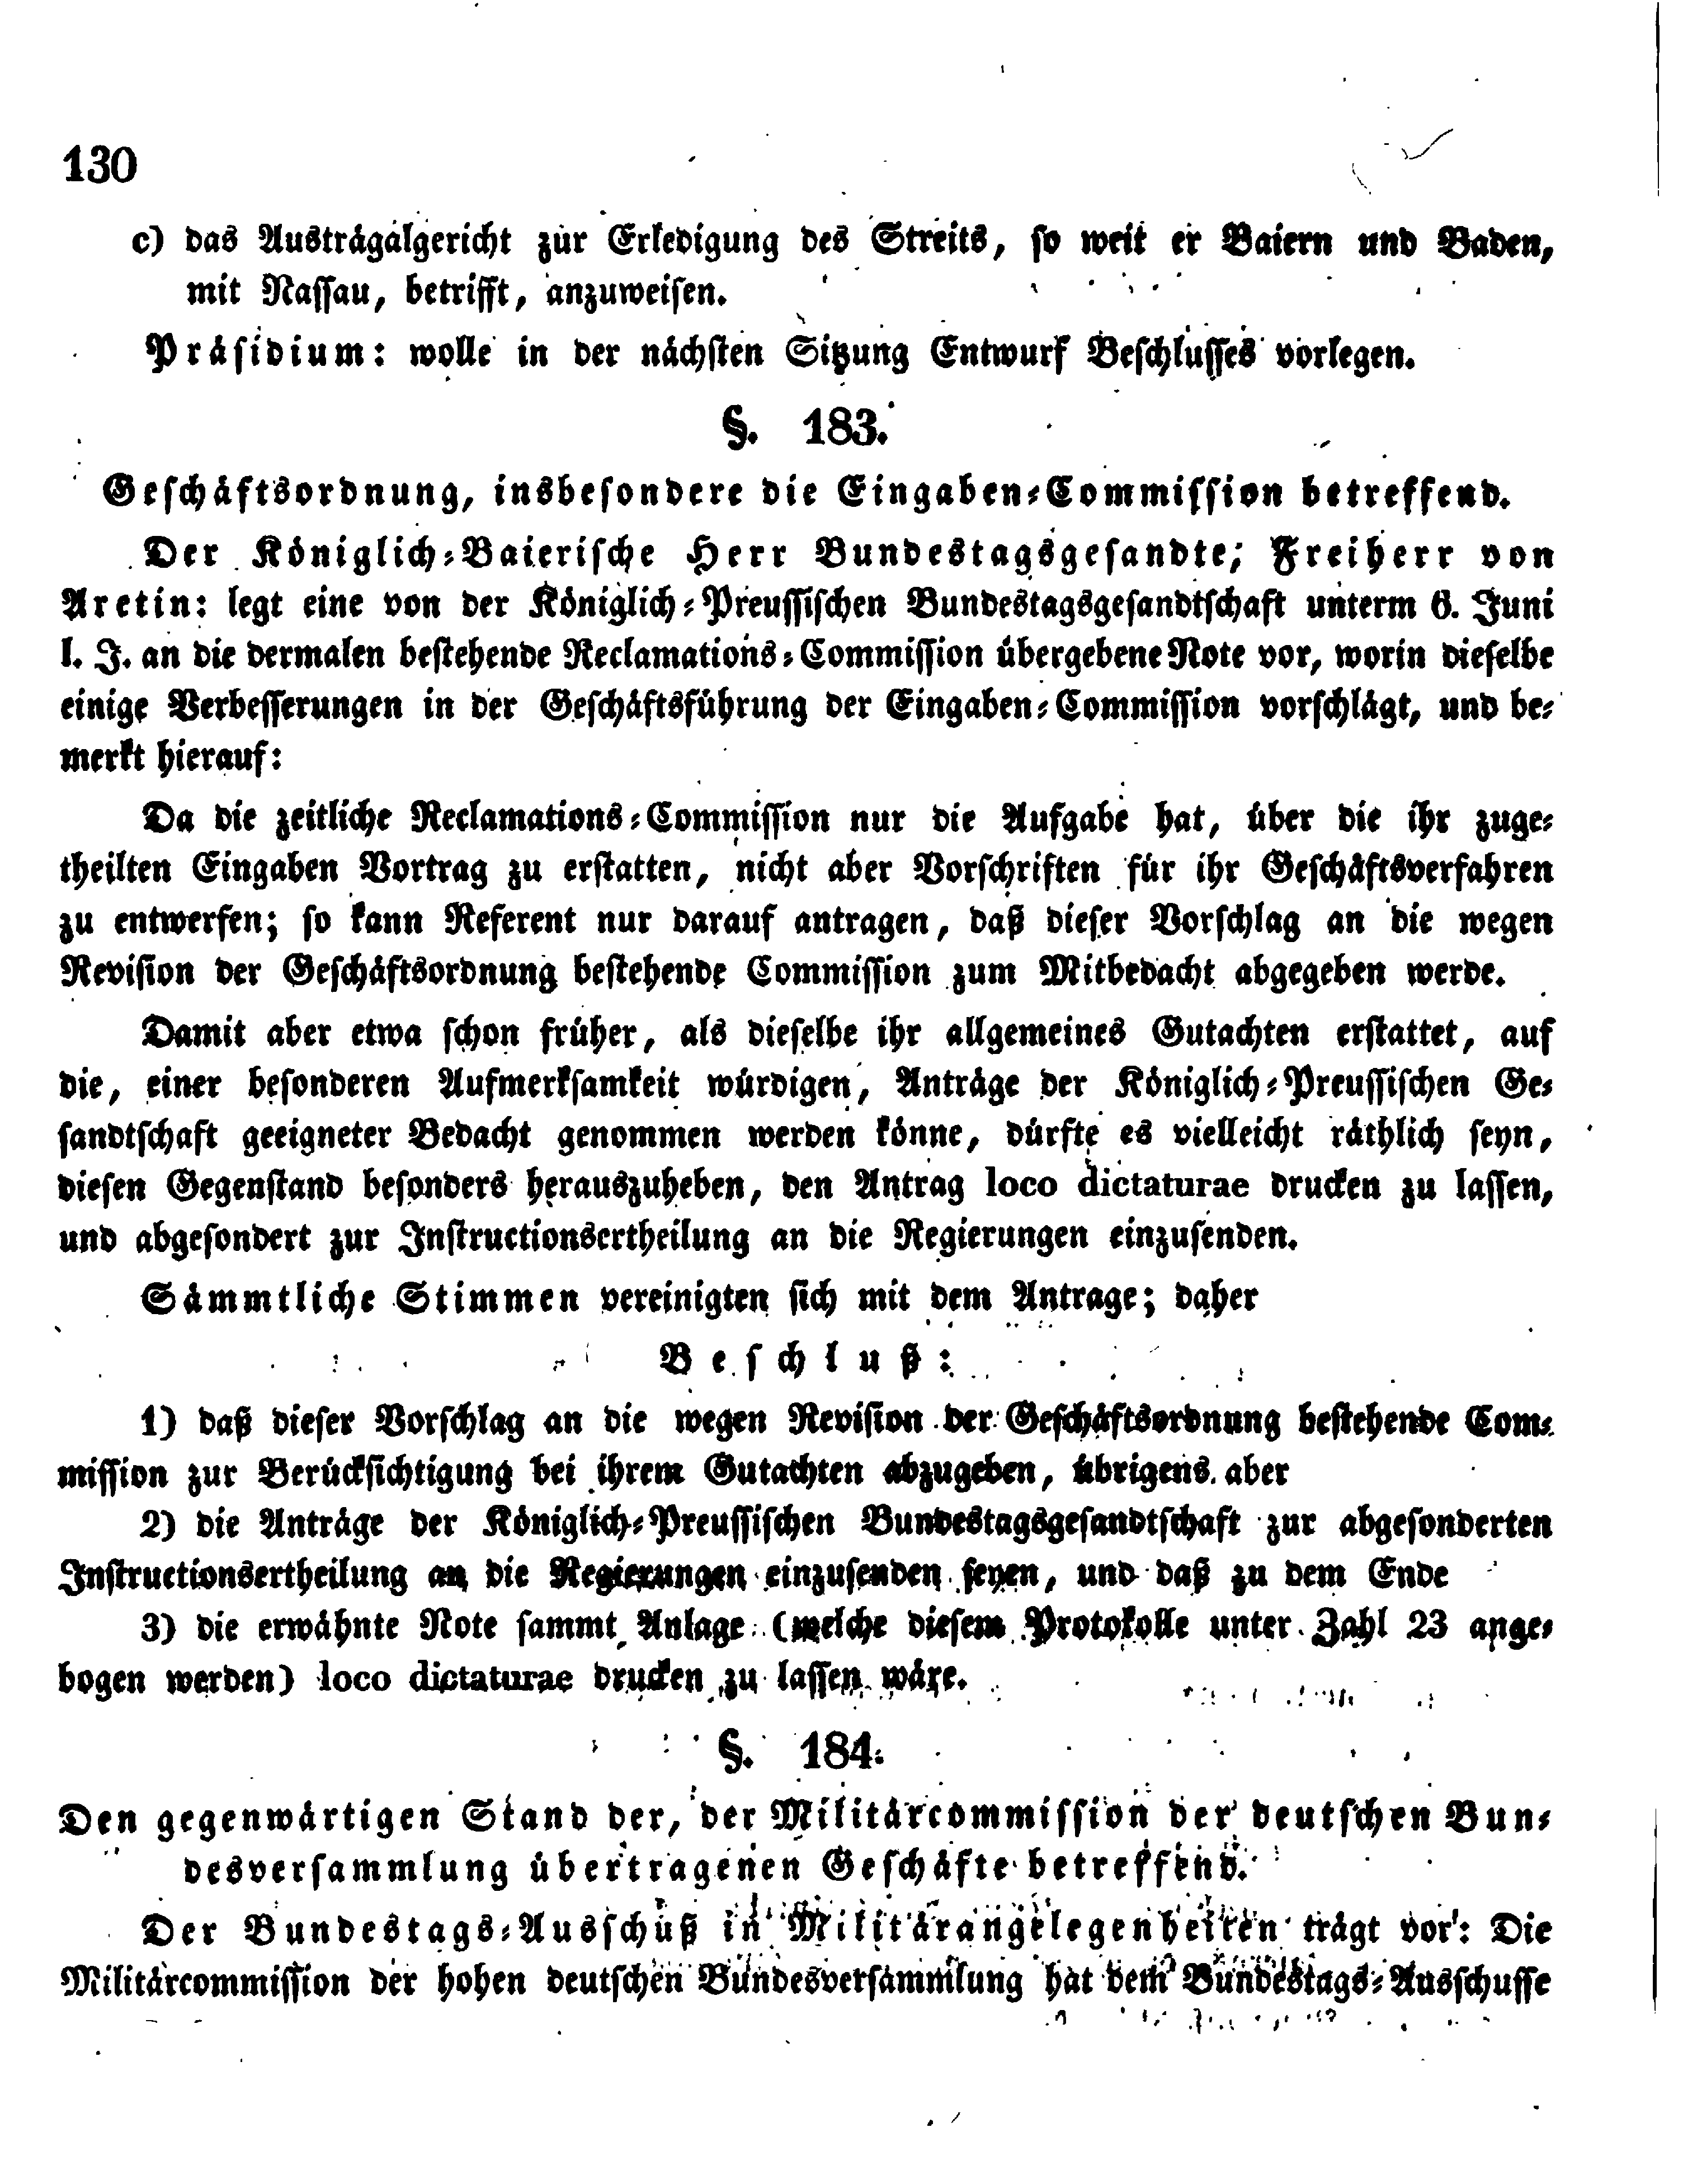 130
c) das Austrägalgericht zur Erledigung des Streits, so weit er Baiern und Baden,
mit Nassau, betrifft, anzuweisen.
Präsidium: wolle in der nächsten Sitzung Entwurf Beschlusses vorlegen.
§. 183.
Geschäftsordnung, insbesondere die Eingaben-Commission betreffend.
Der Königlich-Baierische Herr Bundestagsgesandte, Freiherr von
Aretin: legt eine von der Königlich-Preussischen Bundestagsgesandtschaft unterm 6. Juni
l. J. an die dermalen bestehende Reclamations-Commission übergebene Note vor, worin dieselbe
einige Verbesserungen in der Geschäftsführung der Eingaben-Commission vorschlägt, und be-
merkt hierauf:
Da die zeitliche Reclamations-Commission nur die Aufgabe hat, über die ihr zuge-
theilten Eingaben Vortrag zu erstatten, nicht aber Vorschriften für ihr Geschäftsverfahren
zu entwerfen; so kann Referent nur darauf antragen, daß dieser Vorschlag an die wegen
Revision der Geschäftsordnung bestehende Commission zum Mitbedacht abgegeben werde.
Damit aber etwa schon früher, als dieselbe ihr allgemeines Gutachten erstattet, auf
die, einer besonderen Aufmerksamkeit würdigen, Anträge der Königlich-Preussischen Ge-
sandtschaft geeigneter Bedacht genommen werden könne, dürfte es vielleicht räthlich seyn,
diesen Gegenstand besonders herauszuheben, den Antrag loco dictaturae drucken zu lassen,
und abgesondert zur Instructionsertheilung an die Regierungen einzusenden.
Sämmtliche Stimmen vereinigten sich mit dem Antrage; daher
Beschluß:
1) daß dieser Vorschlag an die wegen Revision der Geschäftsordnung bestehende Com-
mission zur Berücksichtigung bei ihrem Gutachten abzugeben, übrigens aber
2) die Anträge der Königlich-Preussischen Bundestagsgesandtschaft zur abgesonderten
Instructionsertheilung an die Regierungen einzusenden seyen, und daß zu dem Ende
3) die erwähnte Note sammt Anlage (welche diesem Protokolle unter Zahl 23 ange-
bogen werden) loco dictaturae drucken zu lassen wäre.
§. 184.
Den gegenwärtigen Stand der, der Militärcommission der deutschen Bun-
desversammlung übertragenen Geschäfte betreffend.
Der Bundestags-Ausschuß in Militärangelegenheiten trägt vor: Die
Militärcommission der hohen deutschen Bundesversammlung hat dem Bundestags-Ausschusse